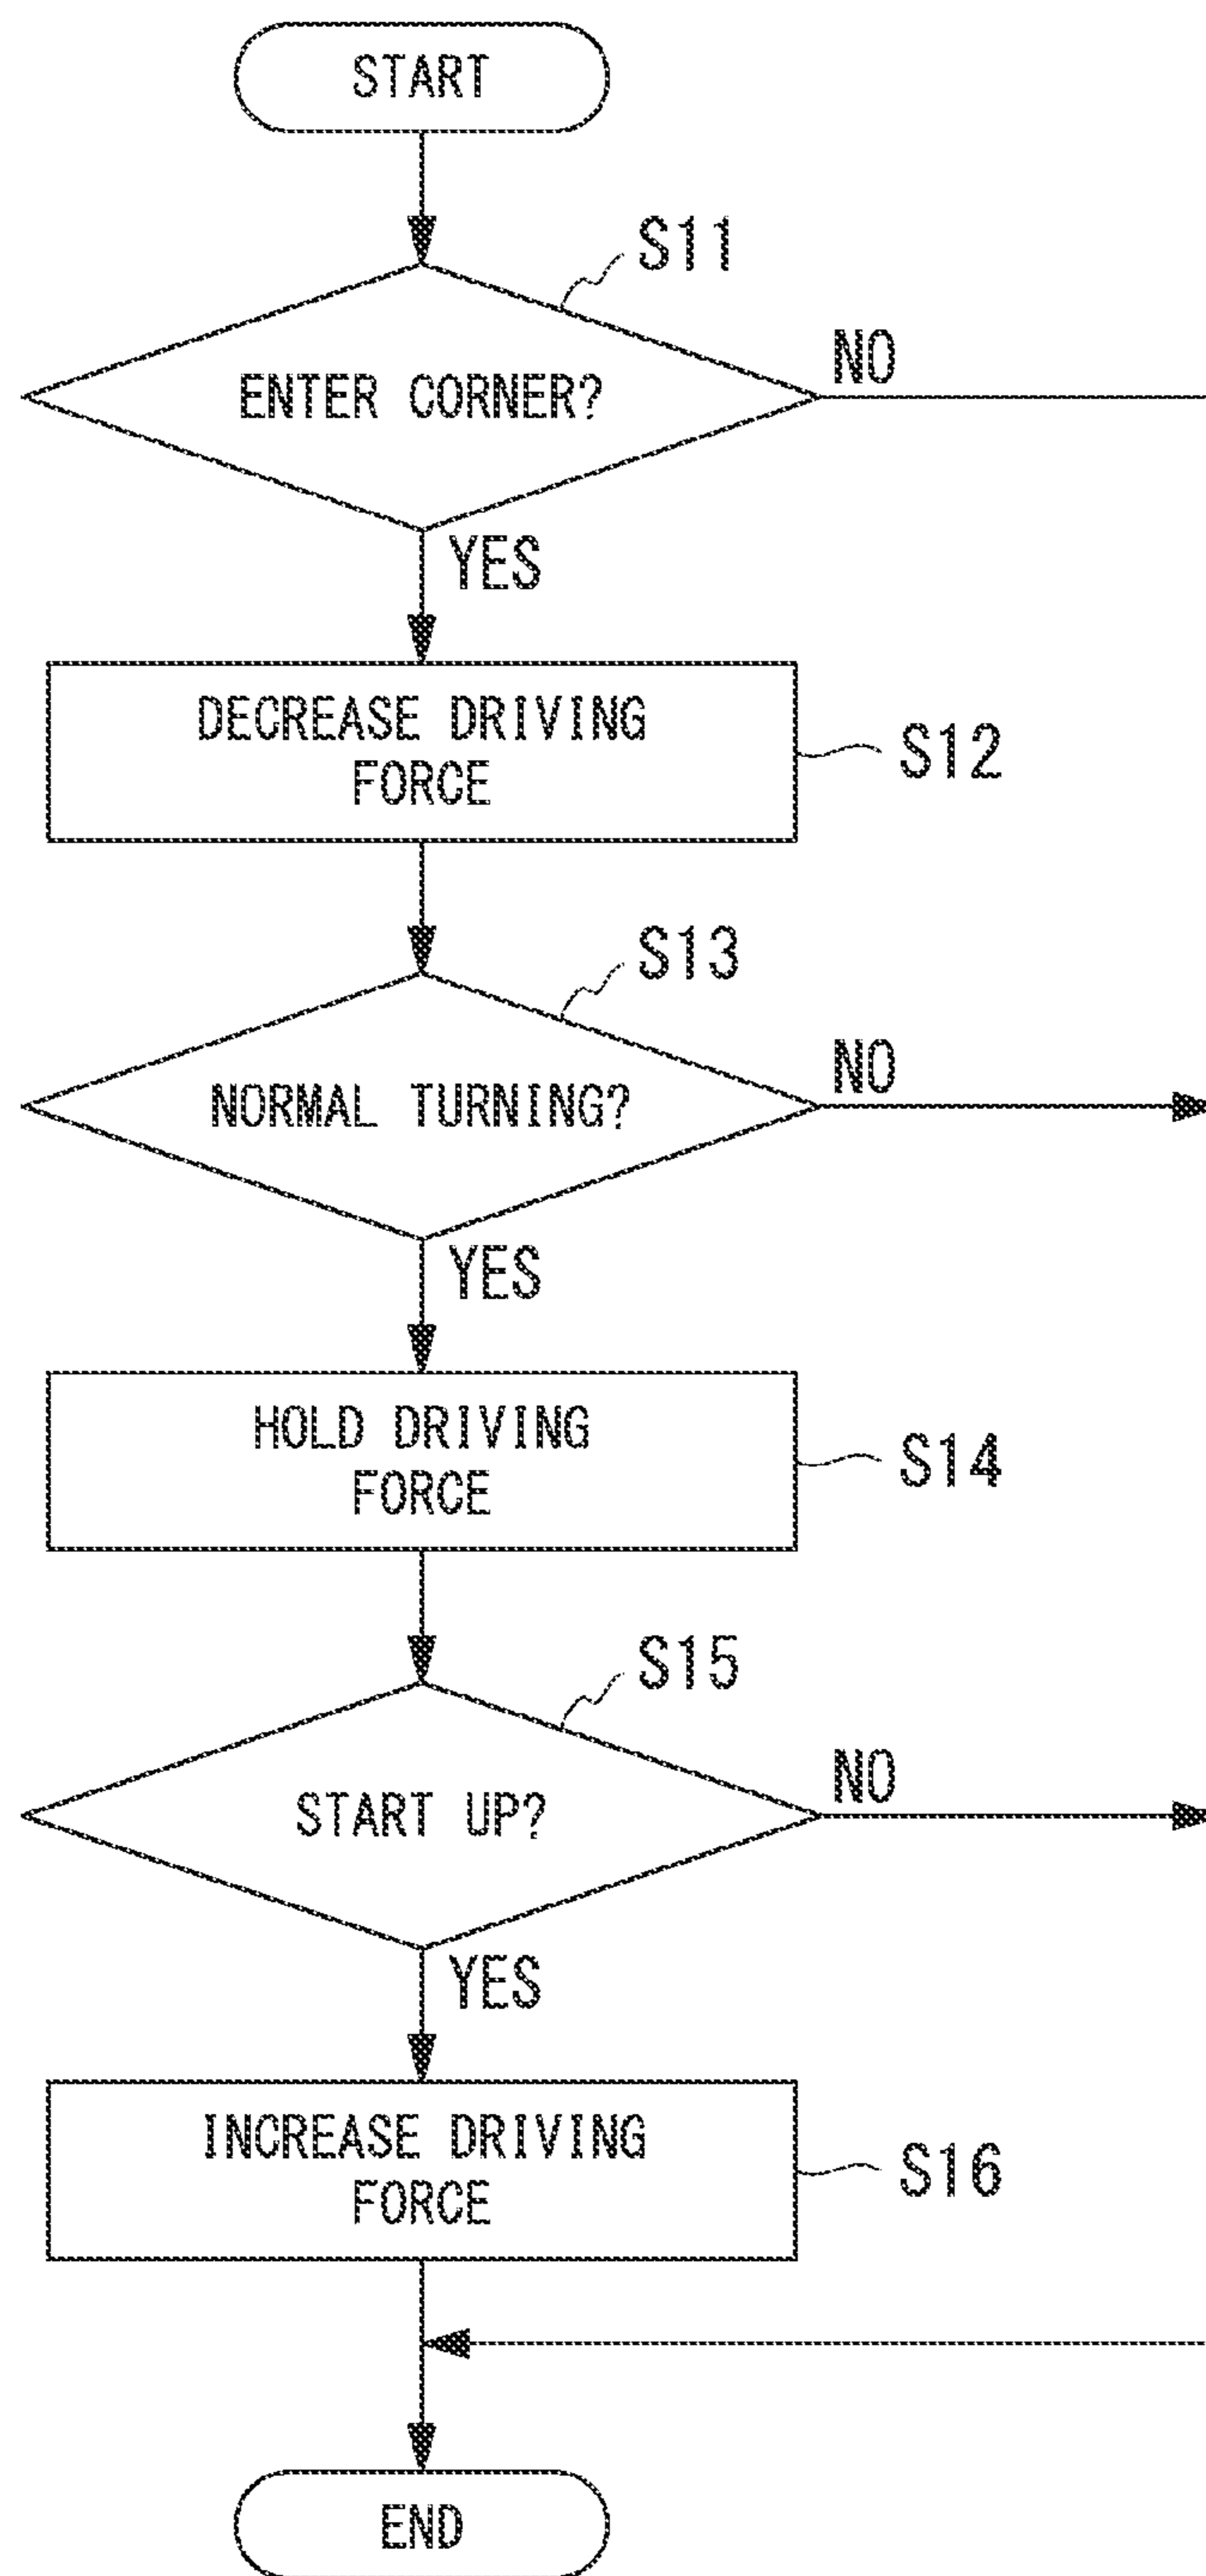 START
S11
ENTER CORNER?
NO
YES
DECREASE DRIVING
FORCE
S12
S13
NORMAL TURNING?
NO
YES
HOLD DRIVING
FORCE
S14
S15
START UP?
NO
YES
INCREASE DRIVING
FORCE
S16
END